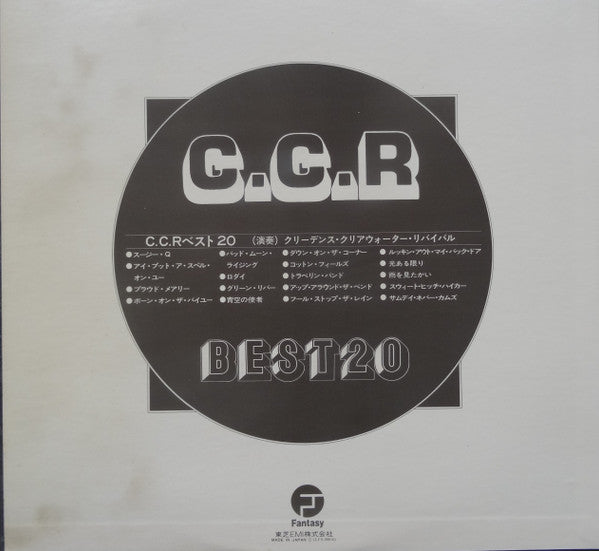 C.C.R
C.C.Rベスト20 (演奏) クリーデンス・クリアウォーター・リバイバル
●スージー・Q
●アイ・プット・ア・スペル・
オン・ユー
●プラウド・メアリー
●ボーン・オン・ザ・バイユー
●バッド・ムーン・
ライジング
●ロダイ
●グリーン・リバー
●青空の使者
●ダウン・オン・ザ・コーナー
●コットン・フィールズ
●トラベリン・バンド
●アップ・アラウンド・ザ・ベンド
●フール・ストップ・ザ・レイン
●ルッキン・アウト・マイ・バック・ドア
●光ある限り
●雨を見たかい
●スウィート・ヒッチ・ハイカー
●サムデイ・ネバー・カムズ
BEST20
Fantasy
東芝EMI株式会社
MADE IN JAPAN